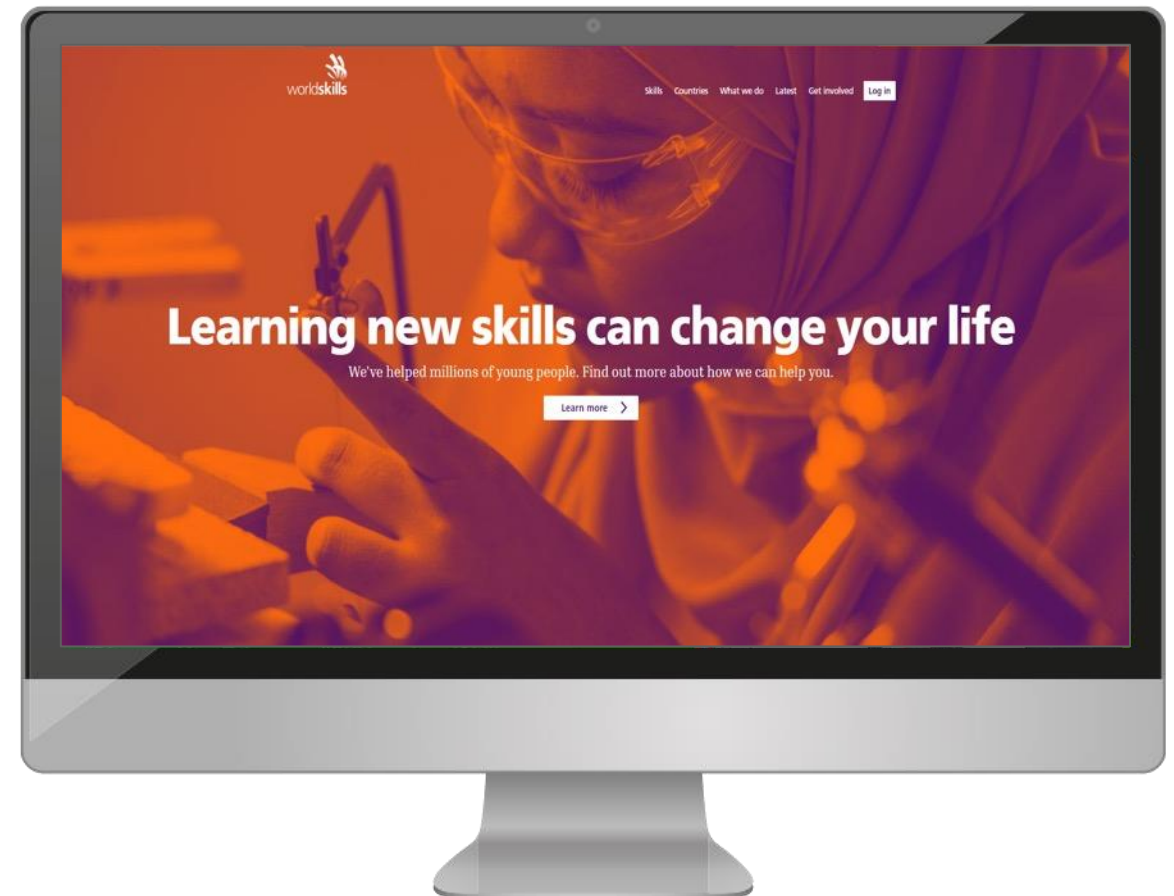 worldskills
Skills Countries What we do Latest Get involved Log in
Learning new skills can change your life
We've helped millions of young people. Find out more about how we can help you.
Learn more